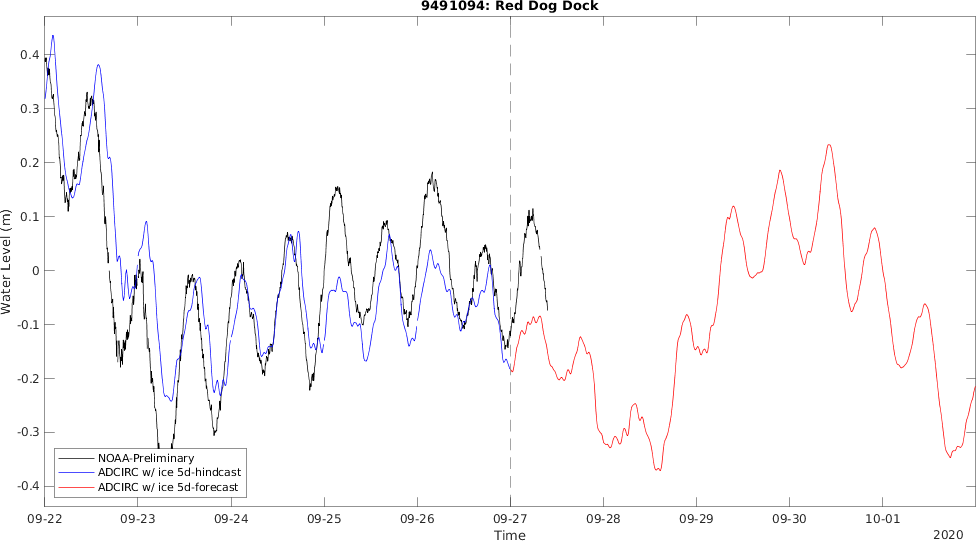 9491094: Red Dog Dock
Water Level (m)
0.4
0.3
0.2
0.1
0
-0.1
-0.2
-0.3
-0.4
NOAA-Preliminary
ADCIRC w/ ice 5d-hindcast
ADCIRC w/ ice 5d-forecast
09-22 09-23 09-24 09-25 09-26 09-27 09-28 09-29 09-30 10-01
Time
2020